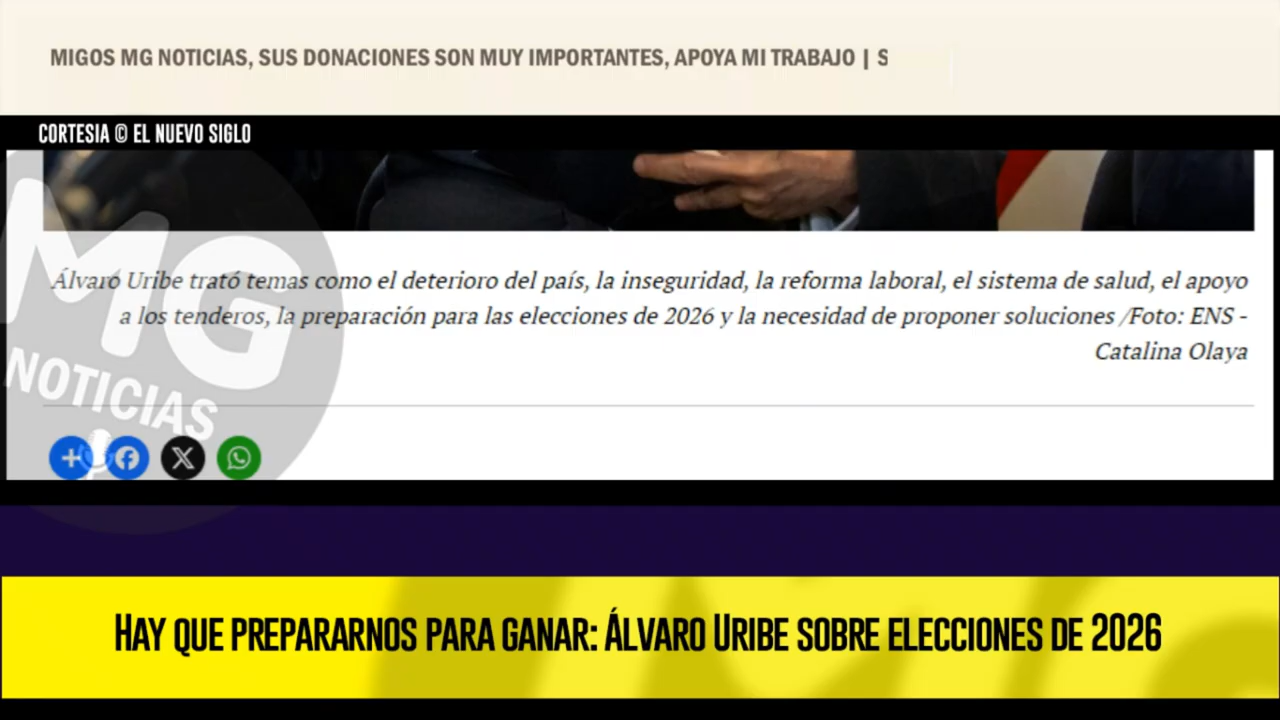 MIGOS MG NOTICIAS, SUS DONACIONES SON MUY IMPORTANTES, APOYA MI TRABAJO | S
CORTESIA © EL NUEVO SIGLO
Álvaro Uribe trató temas como el deterioro del país, la inseguridad, la reforma laboral, el sistema de salud, el apoyo
a los tenderos, la preparación para las elecciones de 2026 y la necesidad de proponer soluciones /Foto: ENS -
Catalina Olaya
MG
NOTICIAS
HAY QUE PREPARARNOS PARA GANAR: ÁLVARO URIBE SOBRE ELECCIONES DE 2026